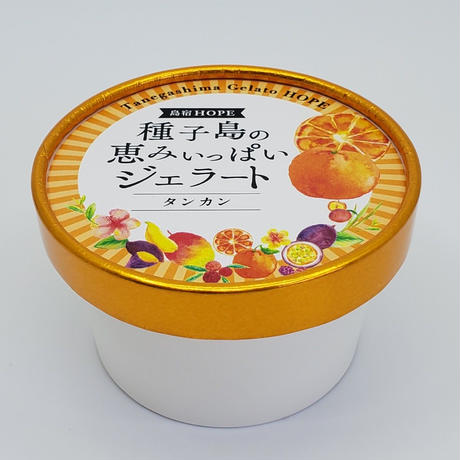 Tanegashima Gelato HOPE
島宿HOPE
種子島の
恵みいっぱい
ジェラート
タンカン